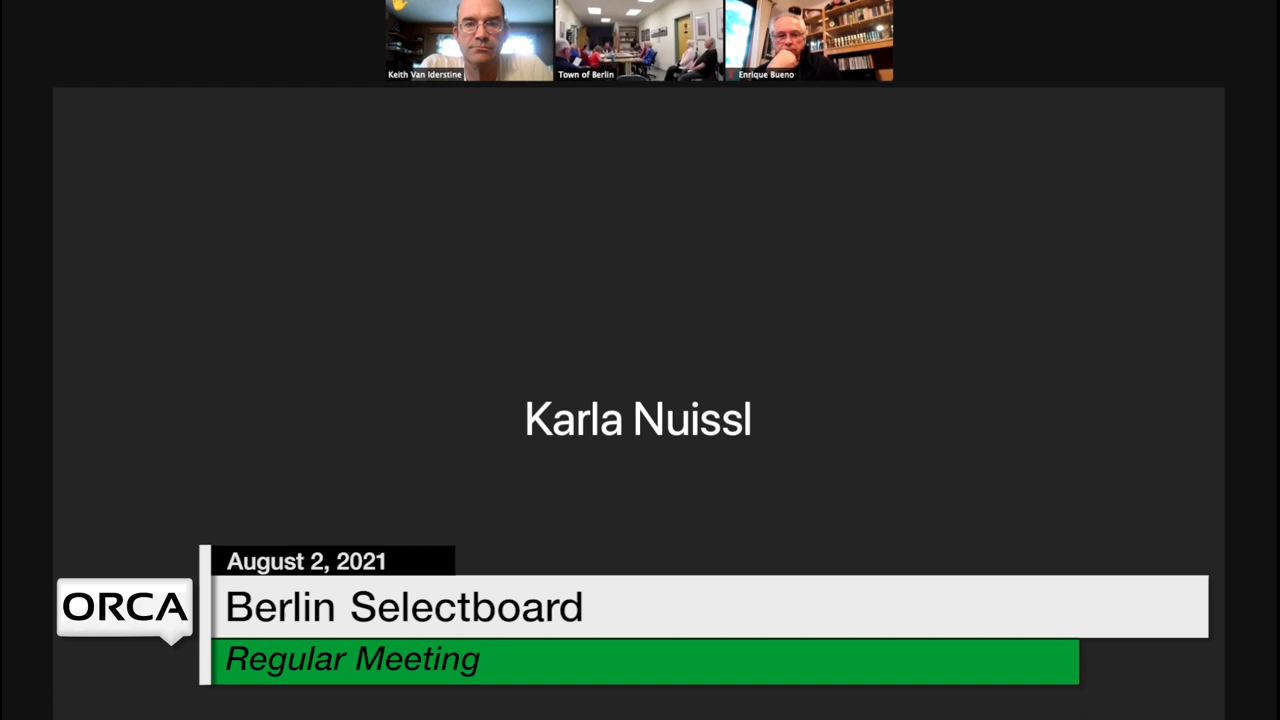 Keith Van Iderstine
Town of Berlin
Enrique Bueno
Karla Nuissl
August 2, 2021
ORCA
Berlin Selectboard
Regular Meeting